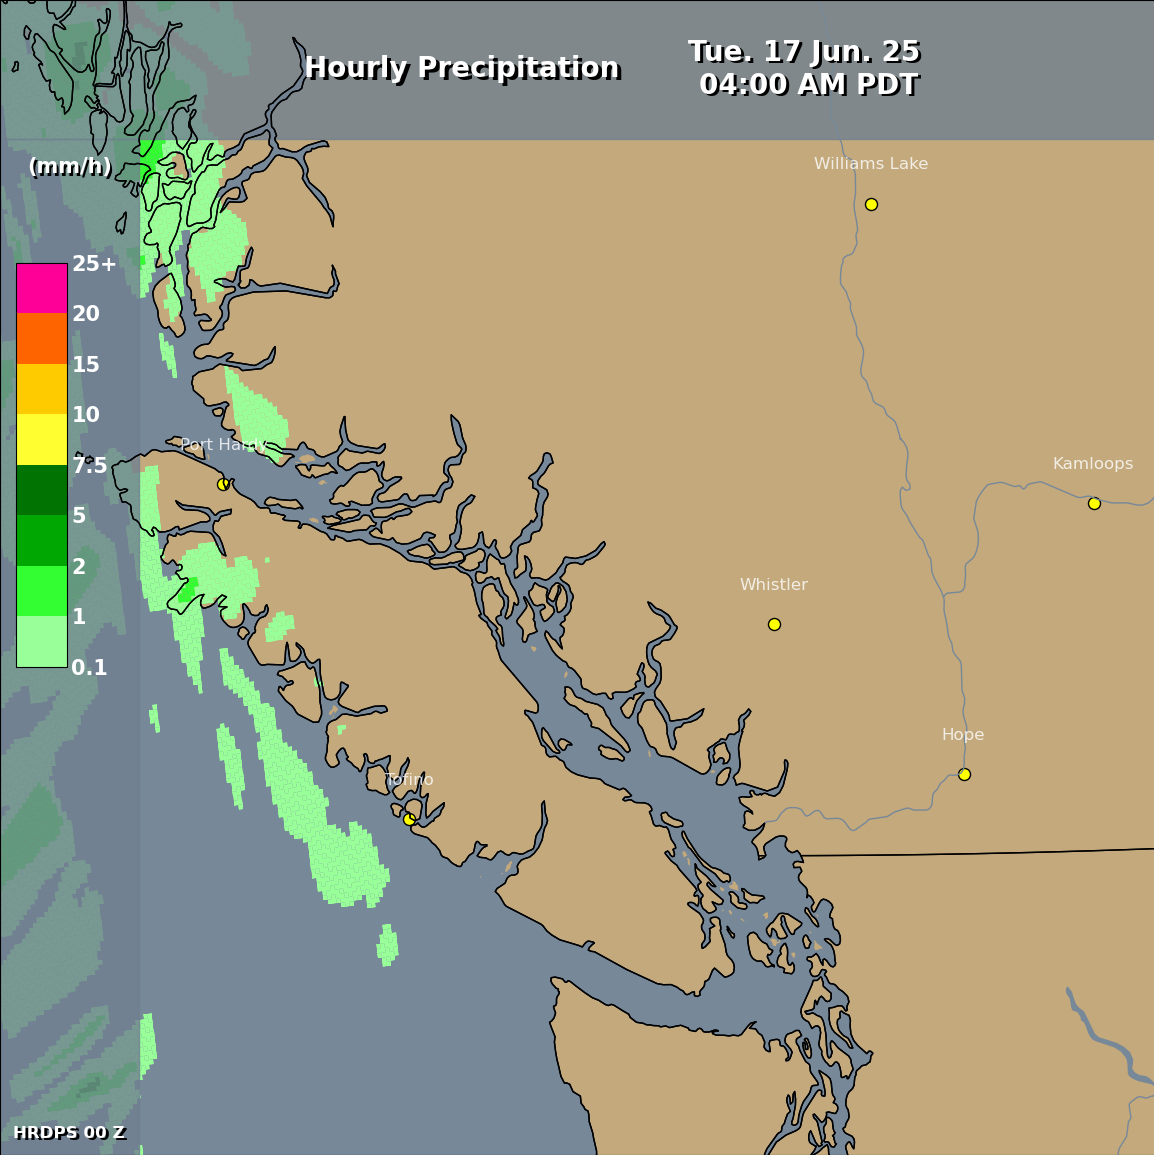 Hourly Precipitation
Tue. 17 Jun. 25
04:00 AM PDT
(mm/h)
Williams Lake
25+
20
15
10
7.5
5
2
1
0.1
Port Hardy
Kamloops
Whistler
Hope
Tofino
HRDPS 00 Z